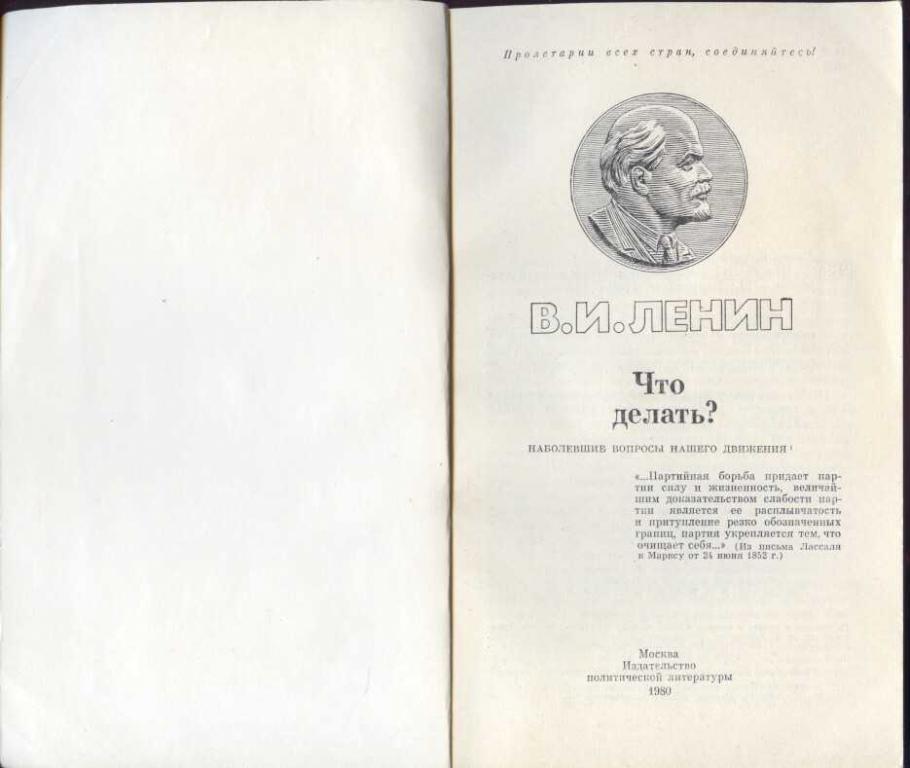 Пролетарии всех стран, соединяйтесь!
В.И.ЛЕНИН
Что
делать?
НАБОЛЕВШИЕ ВОПРОСЫ НАШЕГО ДВИЖЕНИЯ ¹
«...Партийная борьба придает пар-
тии силу и жизненность, величай-
шим доказательством слабости пар-
тии является ее расплывчатость
и притупление резко обозначенных
границ, партия укрепляется тем, что
очищает себя...» (Из письма Лассаля
к Марксу от 24 июня 1852 г.)
Москва
Издательство
политической литературы
1980